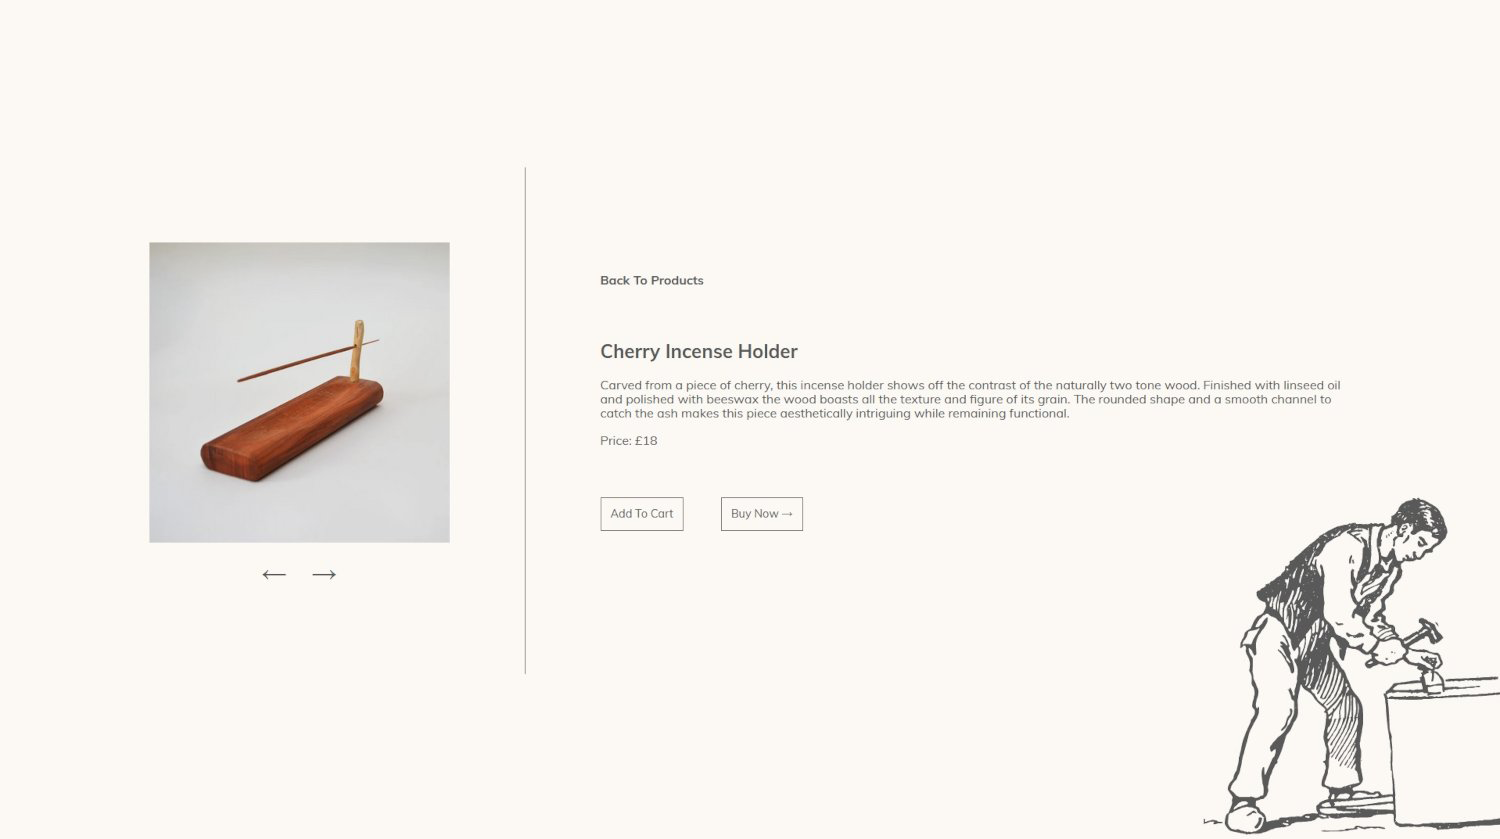 Back To Products
Cherry Incense Holder
Carved from a piece of cherry, this incense holder shows off the contrast of the naturally two tone wood. Finished with linseed oil
and polished with beeswax the wood boasts all the texture and figure of its grain. The rounded shape and a smooth channel to
catch the ash makes this piece aesthetically intriguing while remaining functional.
Price: £18
Add To Cart
Buy Now →